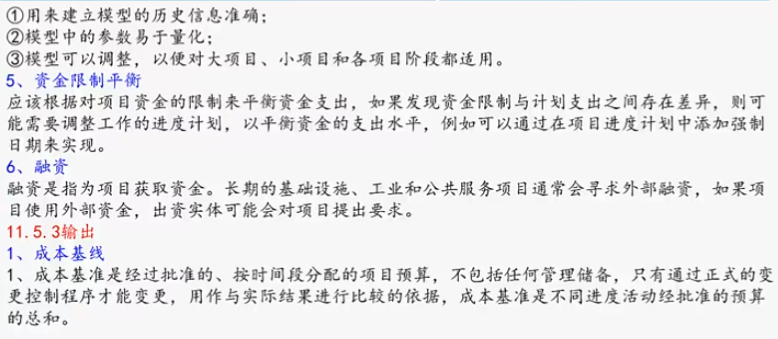 ①用来建立模型的历史信息准确；
②模型中的参数易于量化；
③模型可以调整，以便对大项目、小项目和各项目阶段都适用。
5、资金限制平衡
应该根据对项目资金的限制来平衡资金支出，如果发现资金限制与计划支出之间存在差异，则可
能需要调整工作的进度计划，以平衡资金的支出水平，例如可以通过在项目进度计划中添加强制
日期来实现。
6、融资
融资是指为项目获取资金。长期的基础设施、工业和公共服务项目通常会寻求外部融资，如果项
目使用外部资金，出资实体可能会对项目提出要求。
11.5.3输出
1、成本基线
1、成本基准是经过批准的、按时间段分配的项目预算，不包括任何管理储备，只有通过正式的变
更控制程序才能变更，用作与实际结果进行比较的依据，成本基准是不同进度活动经批准的预算
的总和。